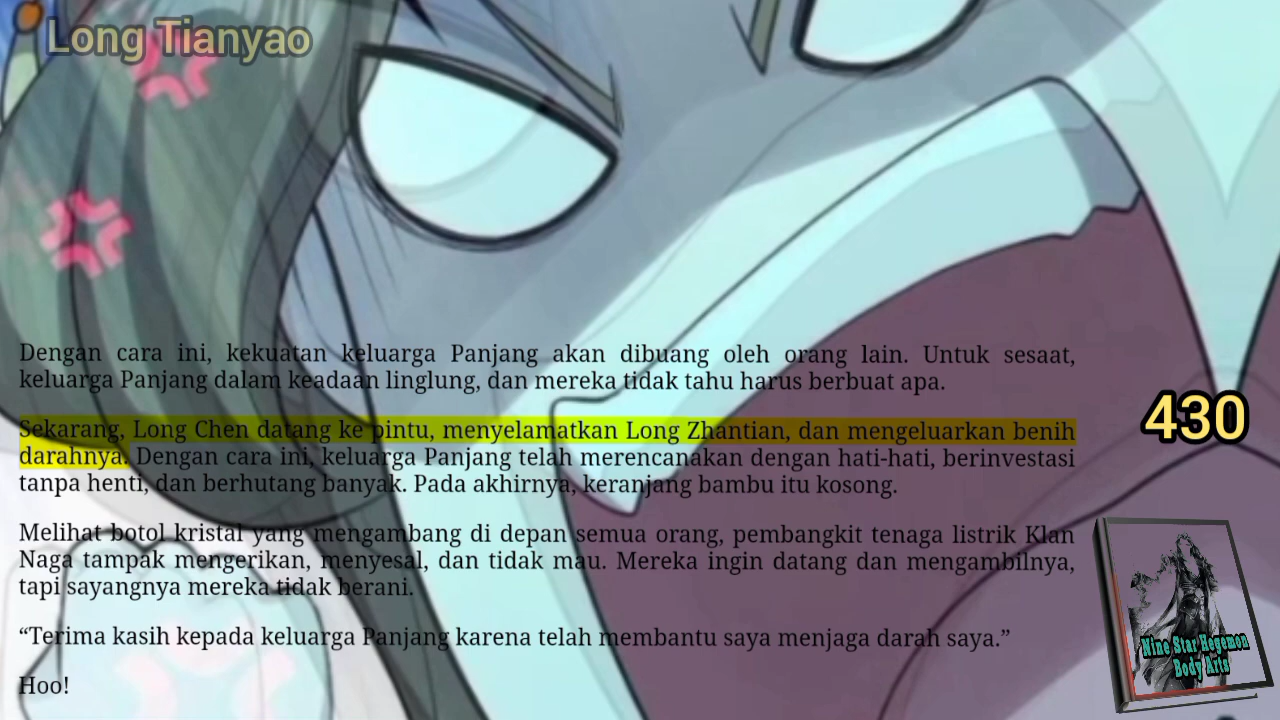 Long Tianyao
Dengan cara ini, kekuatan keluarga Panjang akan dibuang oleh orang lain. Untuk sesaat,
keluarga Panjang dalam keadaan linglung, dan mereka tidak tahu harus berbuat apa.
Sekarang, Long Chen datang ke pintu, menyelamatkan Long Zhantian, dan mengeluarkan benih
darahnya. Dengan cara ini, keluarga Panjang telah merencanakan dengan hati-hati, berinvestasi
tanpa henti, dan berhutang banyak. Pada akhirnya, keranjang bambu itu kosong.
430
Melihat botol kristal yang mengambang di depan semua orang, pembangkit tenaga listrik Klan
Naga tampak mengerikan, menyesal, dan tidak mau. Mereka ingin datang dan mengambilnya,
tapi sayangnya mereka tidak berani.
“Terima kasih kepada keluarga Panjang karena telah membantu saya menjaga darah saya.”
Hoo!
Nine Star Hegemon
Body Arts